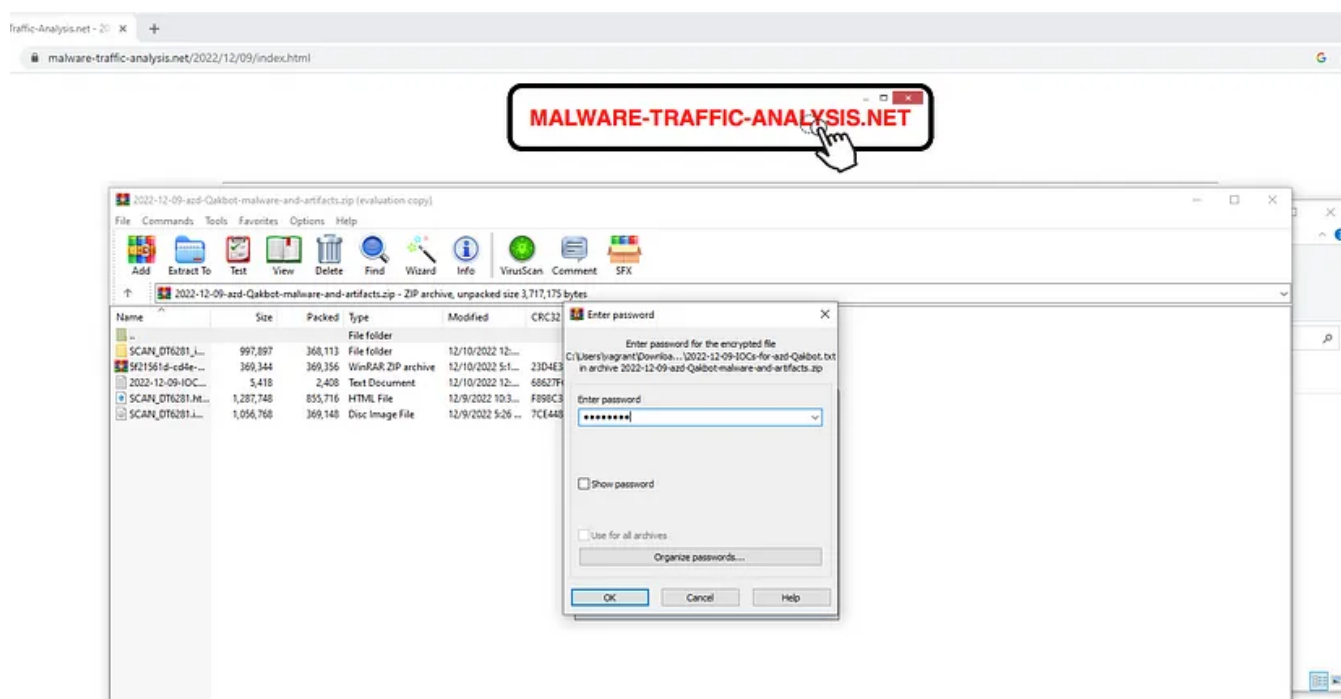 Traffic-Analysis.net - 20
malware-traffic-analysis.net/2022/12/09/index.html
MALWARE-TRAFFIC-ANALYSIS.NET
2022-12-09-azd-Qakbot-malware-and-artifacts.zip (evaluation copy)
File Commands Tools Favorites Options Help
Add Extract To Test View Delete Find Wizard Info VirusScan Comment SFX
2022-12-09-azd-Qakbot-malware-and-artifacts.zip - ZIP archive, unpacked size 3,717,175 bytes
Name Size Packed Type Modified CRC32
.. File folder
SCAN_DT6281_i... 997,897 368,113 File folder 12/10/2022 12:...
5f21561d-cd4e-... 369,344 369,356 WinRAR ZIP archive 12/10/2022 5:1... 23D4E3
2022-12-09-IOC... 5,418 2,408 Text Document 12/10/2022 12:... 68627F
SCAN_DT6281.ht... 1,287,748 855,716 HTML File 12/9/2022 10:3... F898C3
SCAN_DT6281.i... 1,056,768 369,148 Disc Image File 12/9/2022 5:26 ... 7CE448
Enter password
Enter password for the encrypted file
C:\Users\vagrant\Downloa...\2022-12-09-IOCs-for-azd-Qakbot.txt
in archive 2022-12-09-azd-Qakbot-malware-and-artifacts.zip
Enter password
Show password
Use for all archives
Organize passwords...
OK Cancel Help